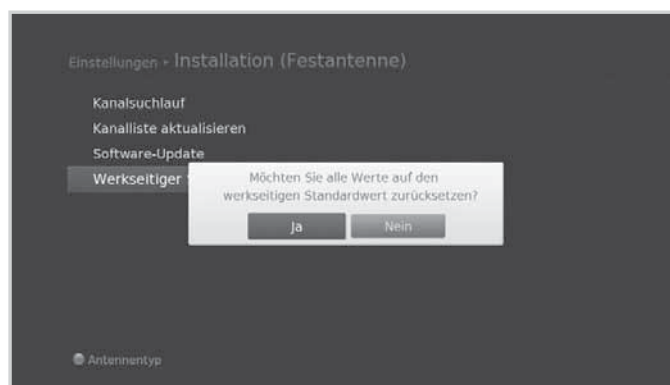 Einstellungen ▸ Installation (Festantenne)
Kanalsuchlauf
Kanalliste aktualisieren
Software-Update
Werkseitiger
Möchten Sie alle Werte auf den
werkseitigen Standardwert zurücksetzen?
Ja
Nein
Antennentyp